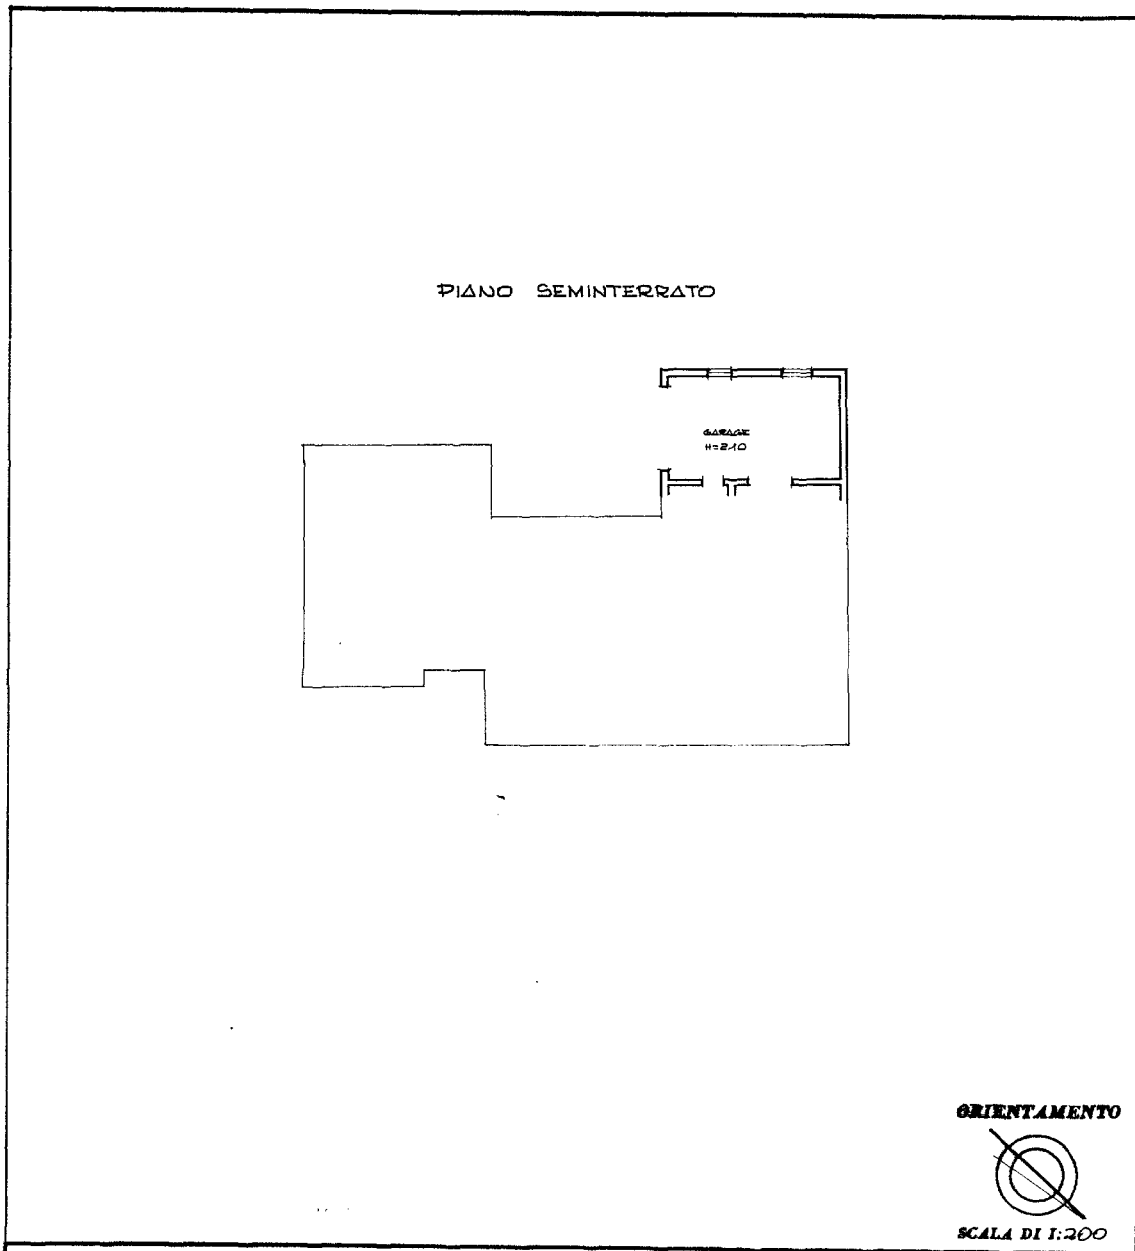 PIANO SEMINTERRATO
GARAGE
H=2.10
ORIENTAMENTO
SCALA DI 1:200